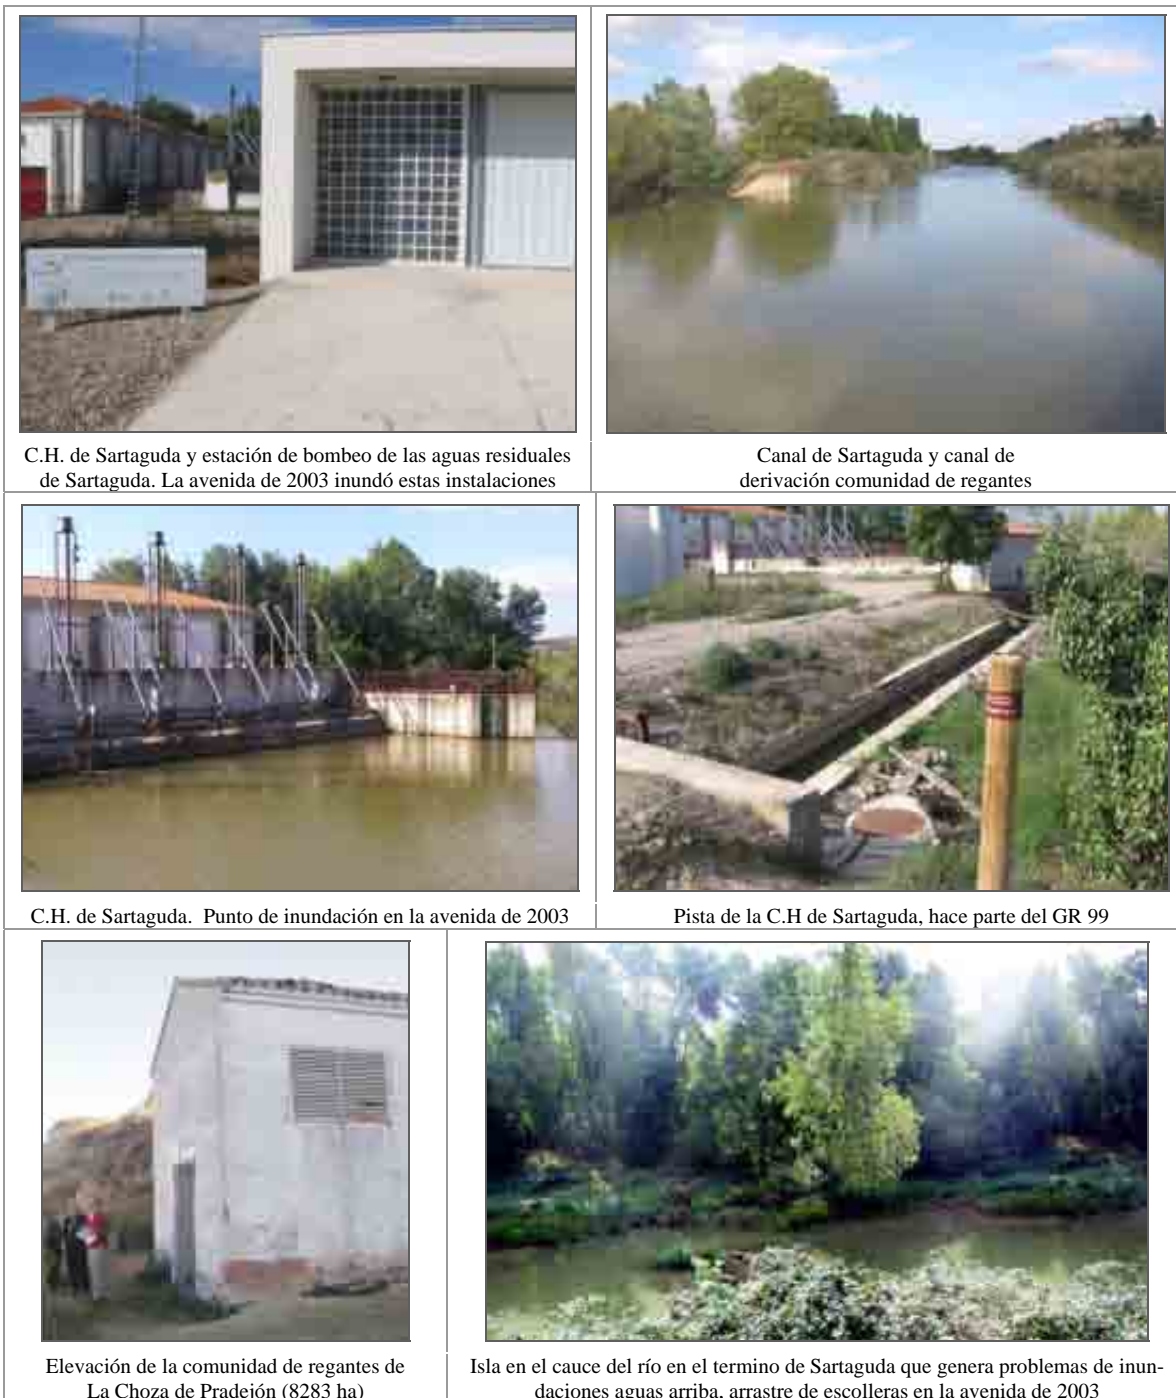 C.H. de Sartaguda y estación de bombeo de las aguas residuales
de Sartaguda. La avenida de 2003 inundó estas instalaciones
Canal de Sartaguda y canal de
derivación comunidad de regantes
C.H. de Sartaguda.  Punto de inundación en la avenida de 2003
Pista de la C.H de Sartaguda, hace parte del GR 99
Elevación de la comunidad de regantes de
La Choza de Pradejón (8283 ha)
Isla en el cauce del río en el termino de Sartaguda que genera problemas de inun-
daciones aguas arriba, arrastre de escolleras en la avenida de 2003